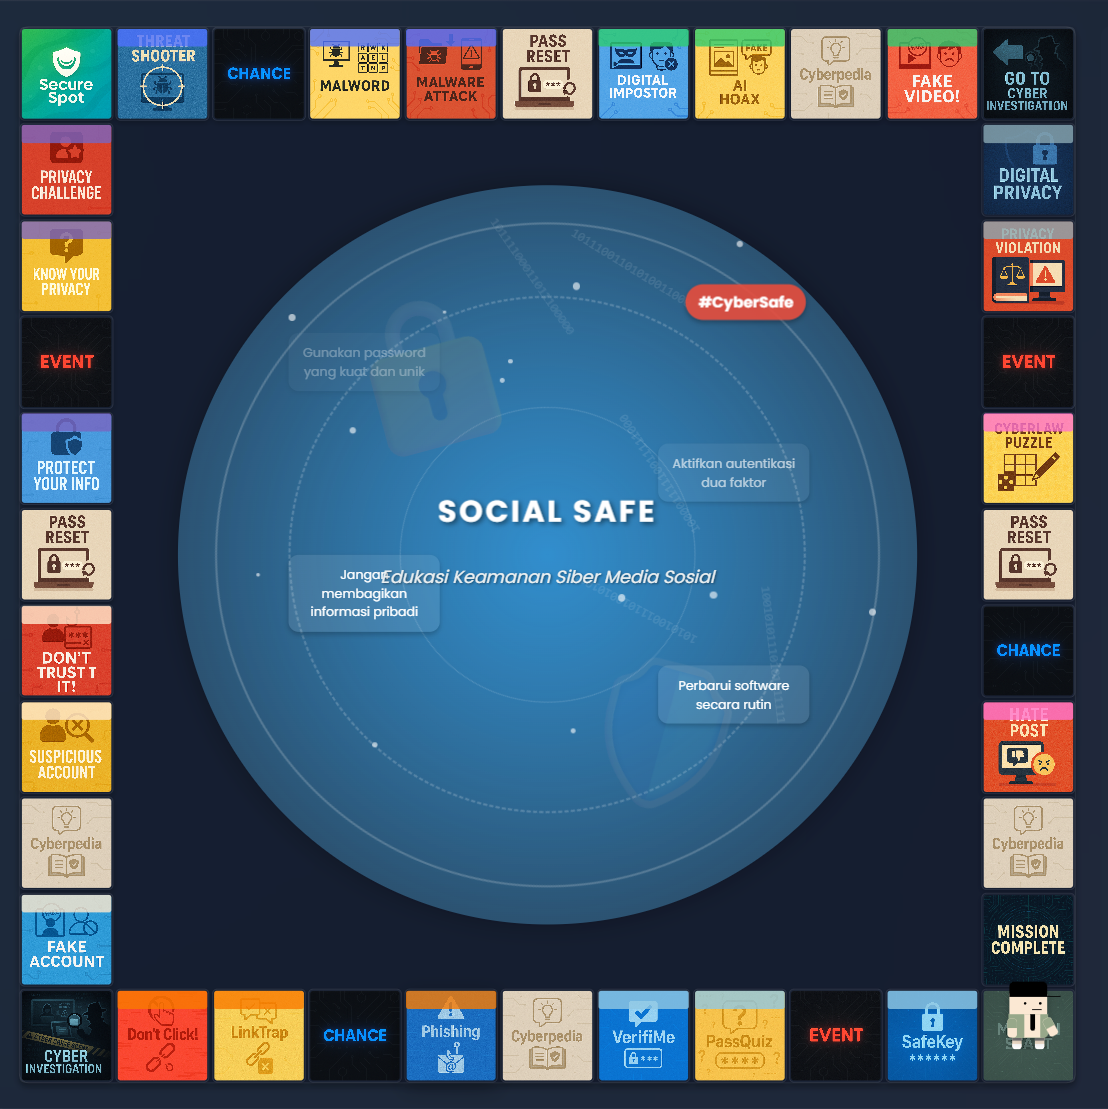 Secure
Spot
THREAT
SHOOTER
CHANCE
MALWORD
MALWARE
ATTACK
PASS
RESET
DIGITAL
IMPOSTOR
FAKE
AI
HOAX
Cyberpedia
FAKE
VIDEO!
GO TO
CYBER
INVESTIGATION
PRIVACY
CHALLENGE
DIGITAL
PRIVACY
KNOW YOUR
PRIVACY
PRIVACY
VIOLATION
EVENT
EVENT
PROTECT
YOUR INFO
CYBERLAW
PUZZLE
PASS
RESET
PASS
RESET
DON'T
TRUST T
IT!
CHANCE
SUSPICIOUS
ACCOUNT
HATE
POST
Cyberpedia
Cyberpedia
FAKE
ACCOUNT
MISSION
COMPLETE
#CyberSafe
Gunakan password
yang kuat dan unik
Aktifkan autentikasi
dua faktor
SOCIAL SAFE
Edukasi Keamanan Siber Media Sosial
Jangan
membagikan
informasi pribadi
Perbarui software
secara rutin
CYBER
INVESTIGATION
Don't Click!
LinkTrap
CHANCE
Phishing
Cyberpedia
VerifiMe
PassQuiz
EVENT
SafeKey